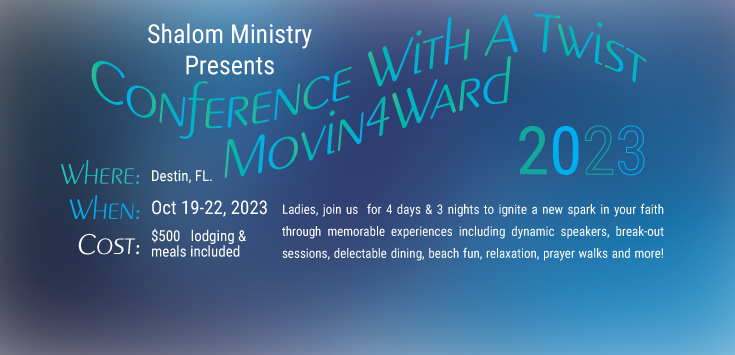 Shalom Ministry
Presents
Conference With A Twist
Movin4Ward
2023
Where: Destin, FL.
When: Oct 19-22, 2023
Cost: $500 lodging &
meals included
Ladies, join us for 4 days & 3 nights to ignite a new spark in your faith
through memorable experiences including dynamic speakers, break-out
sessions, delectable dining, beach fun, relaxation, prayer walks and more!